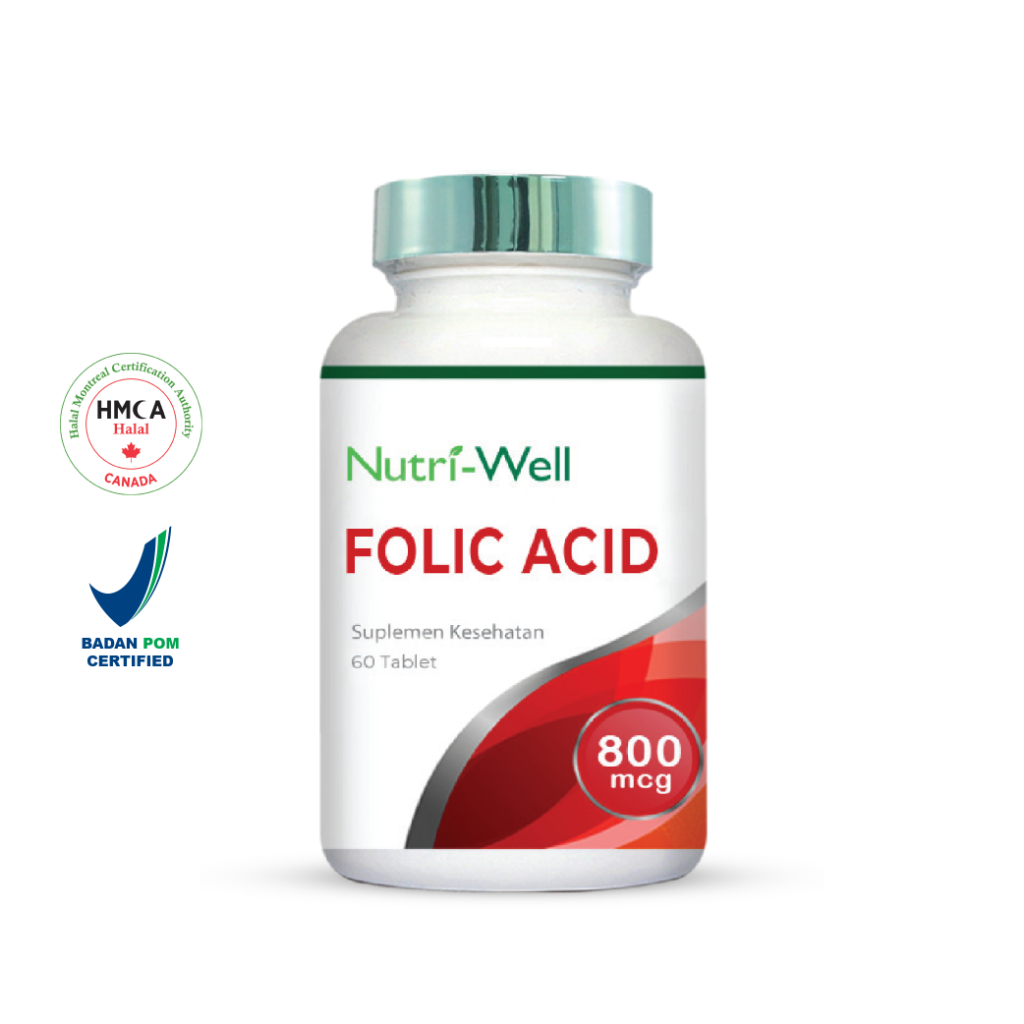 Halal Montreal Certification Authority
HMCA
Halal
CANADA
BADAN POM
CERTIFIED
Nutri-Well
FOLIC ACID
Suplemen Kesehatan
60 Tablet
800
mcg